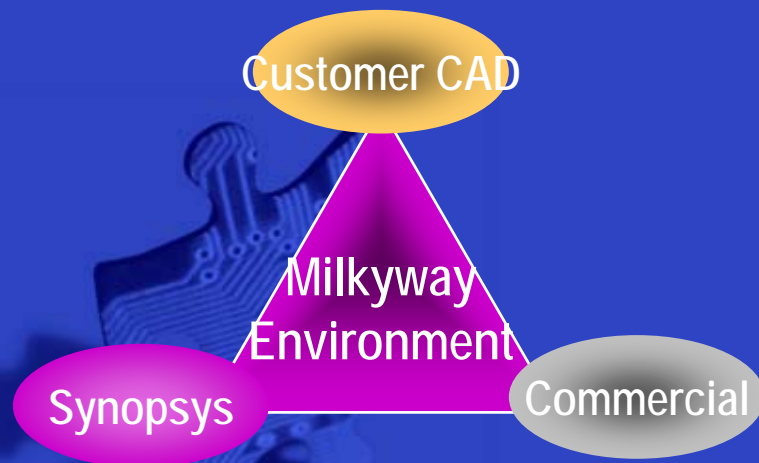 Customer CAD
Milkyway
Environment
Synopsys
Commercial